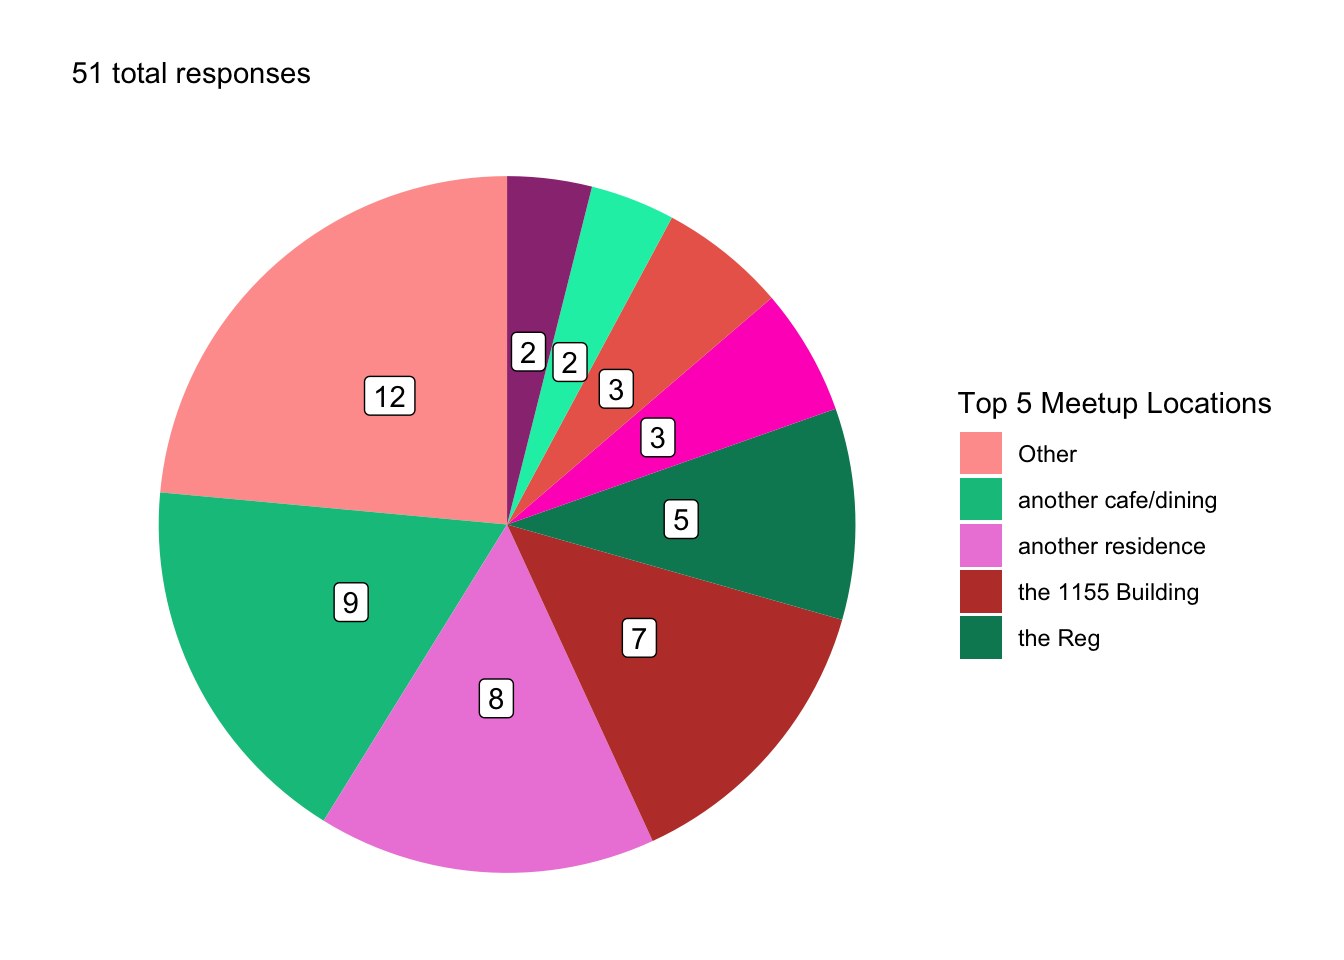 51 total responses
2
2
3
12
3
5
9
7
8
Top 5 Meetup Locations
Other
another cafe/dining
another residence
the 1155 Building
the Reg